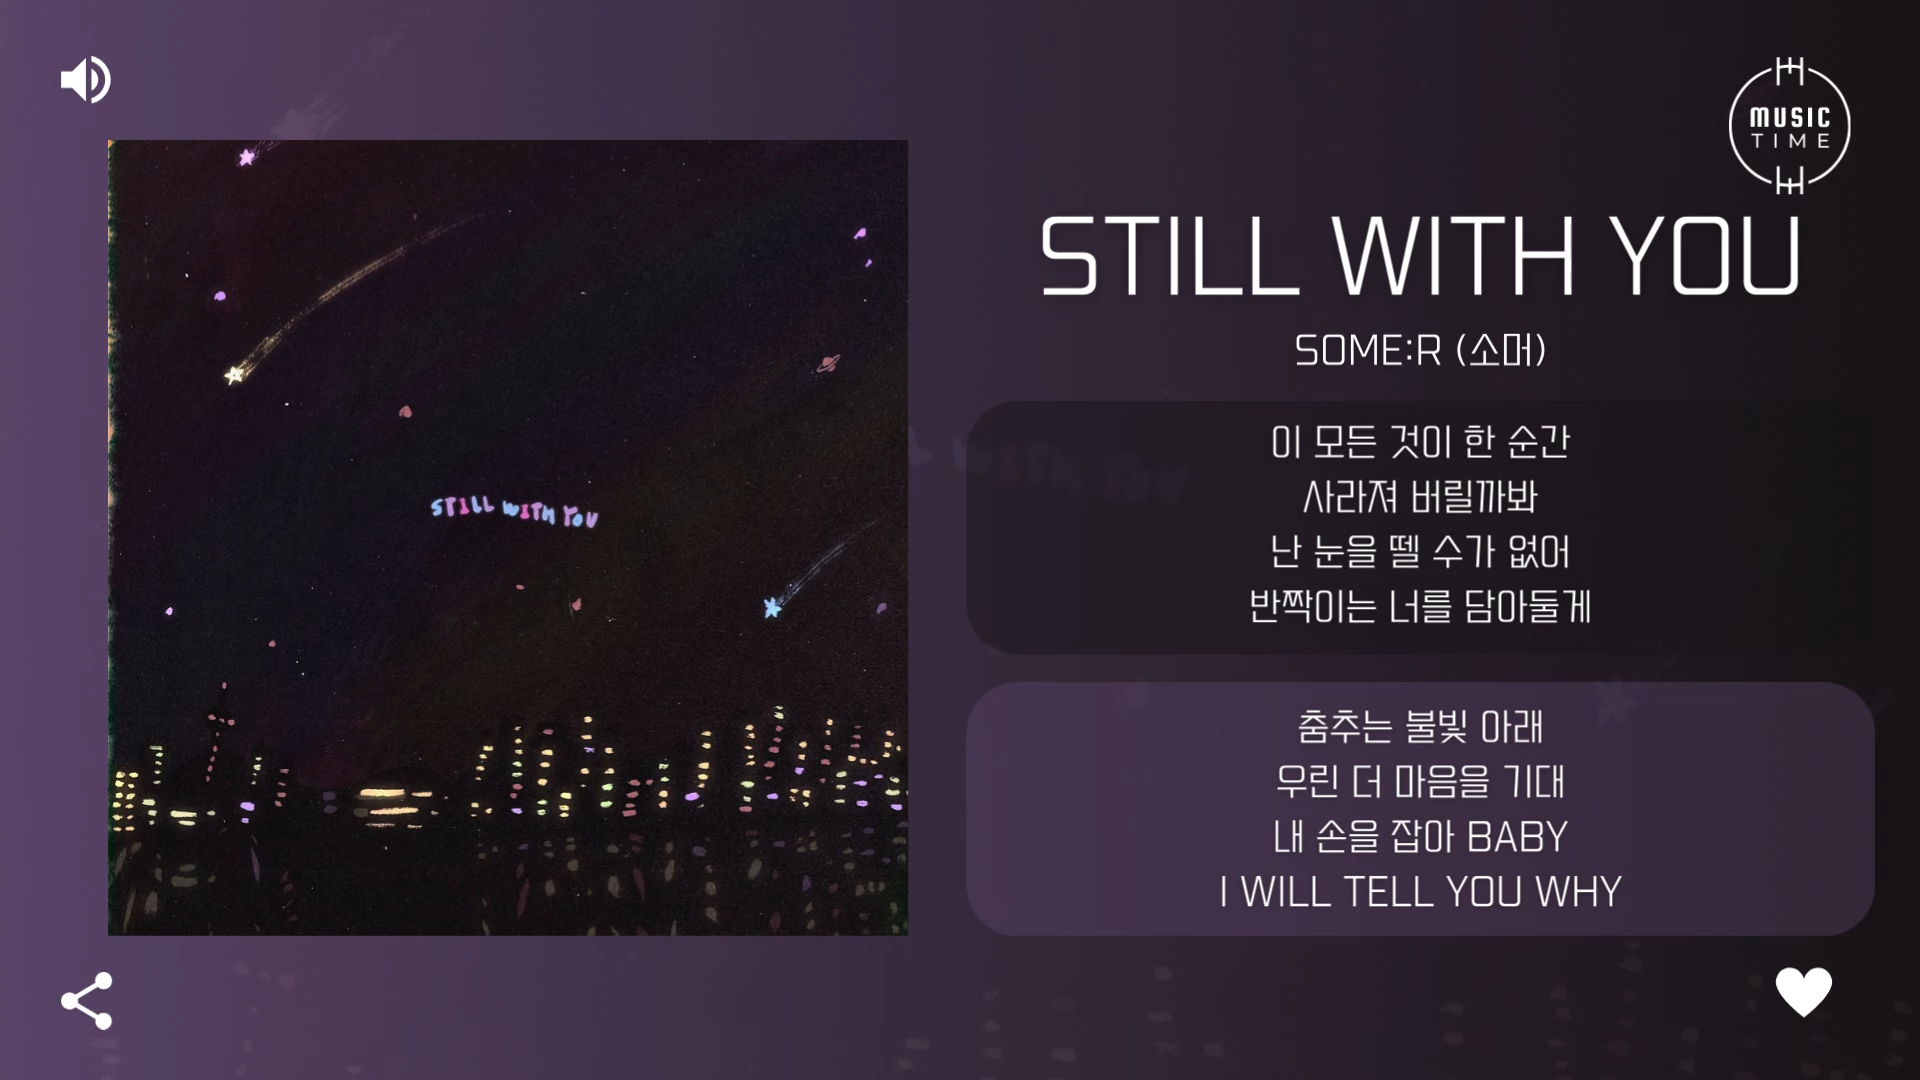 MUSIC
TIME
STILL WITH YOU
SOME:R (소머)
STILL WITH YOU
이 모든 것이 한 순간
사라져 버릴까봐
난 눈을 뗄 수가 없어
반짝이는 너를 담아둘게
춤추는 불빛 아래
우린 더 마음을 기대
내 손을 잡아 BABY
I WILL TELL YOU WHY